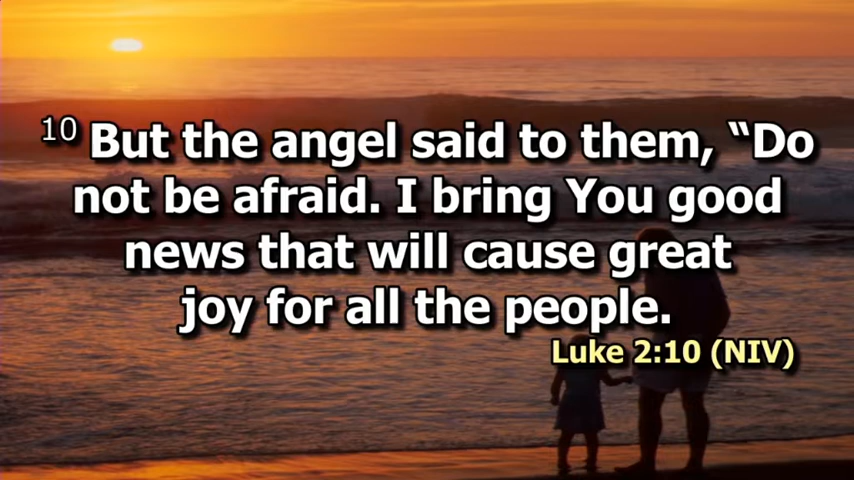 10 But the angel said to them, “Do
not be afraid. I bring You good
news that will cause great
joy for all the people.
Luke 2:10 (NIV)